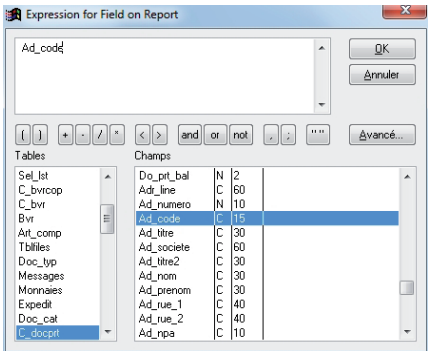 Expression for Field on Report
Ad_code
OK
Annuler
( ) + - / * < > and or not , ; "" Avancé...
Tables Champs
Sel_lst
C_bvrcop
C_bvr
Bvr
Art_comp
Tblfiles
Doc_typ
Messages
Monnaies
Expedit
Doc_cat
C_docprt
Do_prt_bal N 2
Adr_line C 60
Ad_numero N 10
Ad_code C 15
Ad_titre C 30
Ad_societe C 60
Ad_titre2 C 30
Ad_nom C 30
Ad_prenom C 30
Ad_rue_1 C 40
Ad_rue_2 C 40
Ad_npa C 10